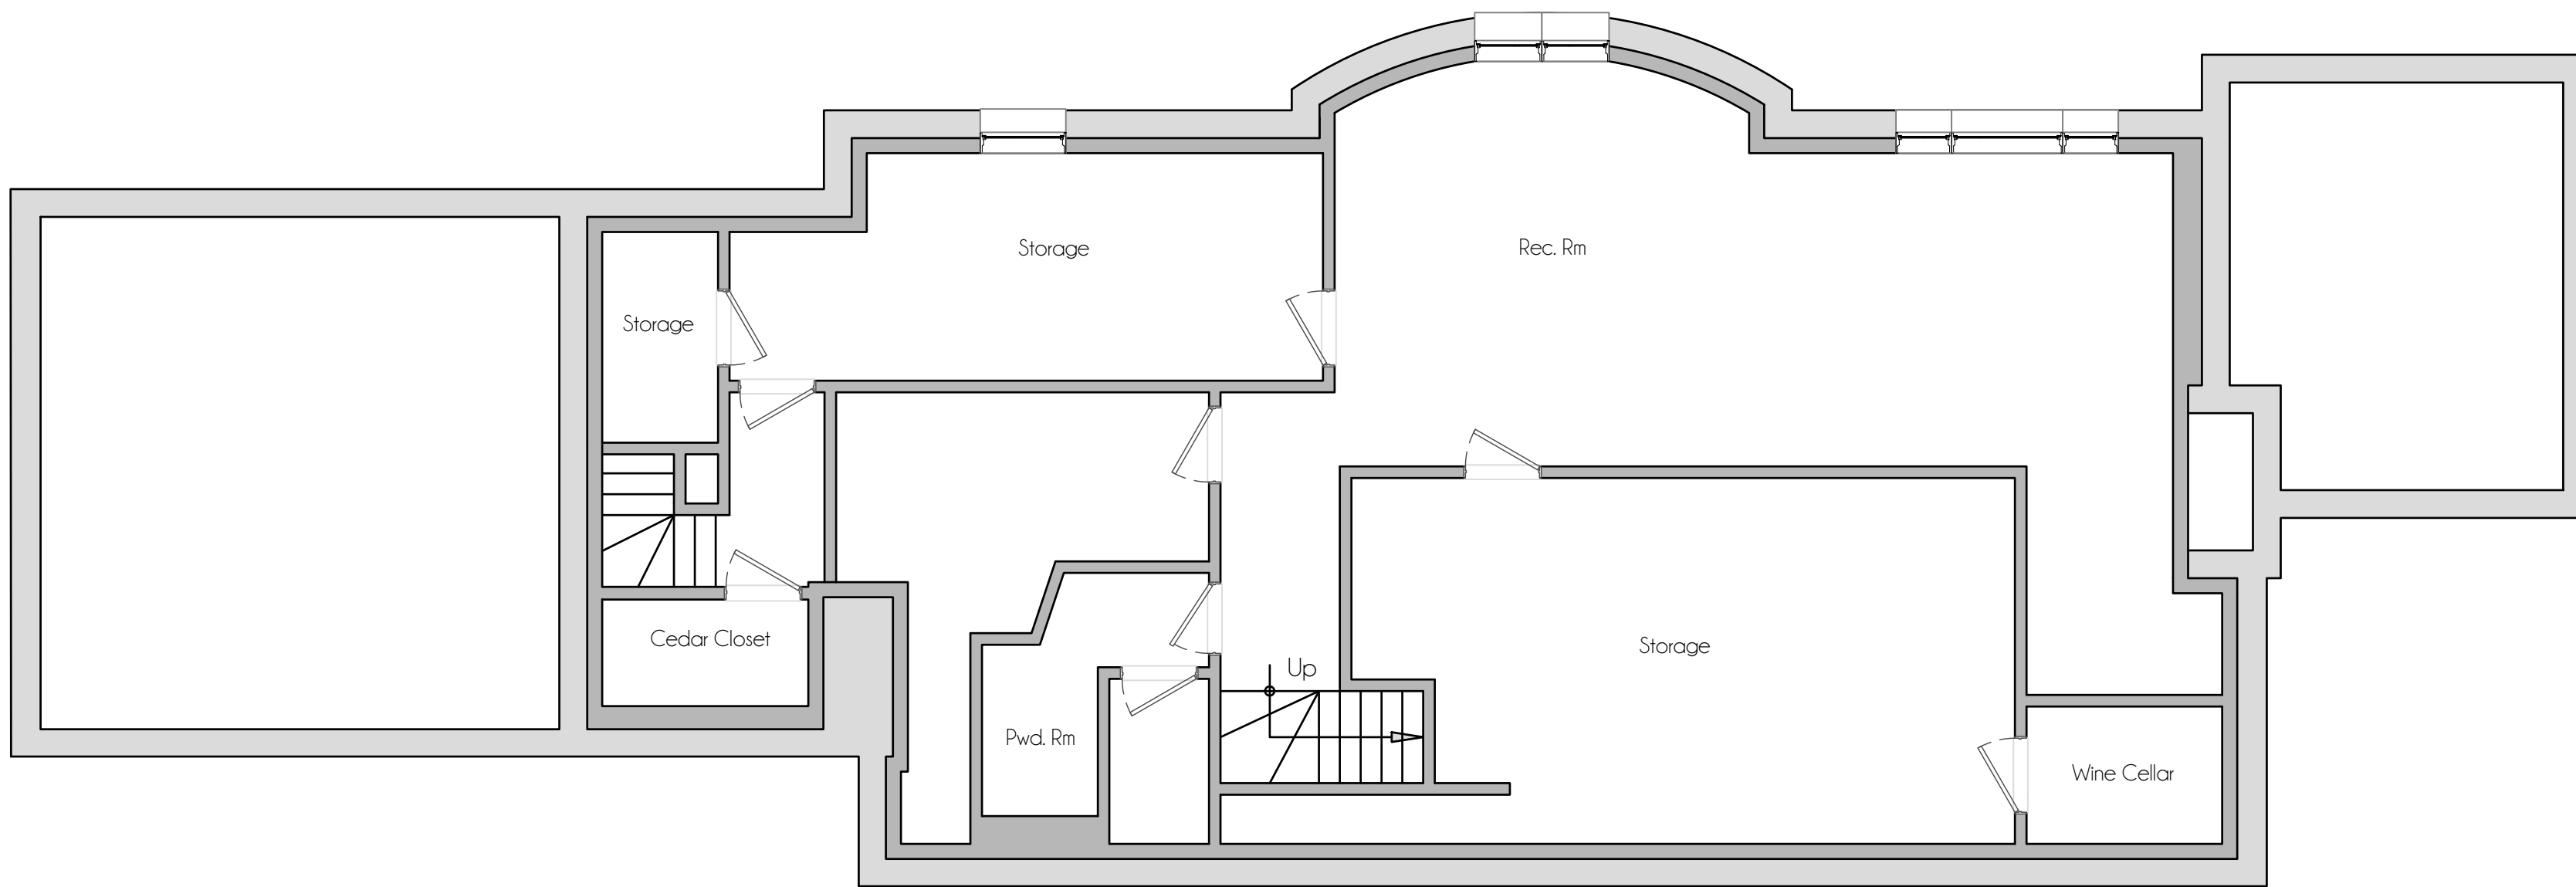 Storage
Rec. Rm
Storage
Cedar Closet
Storage
Up
Pwd. Rm
Wine Cellar